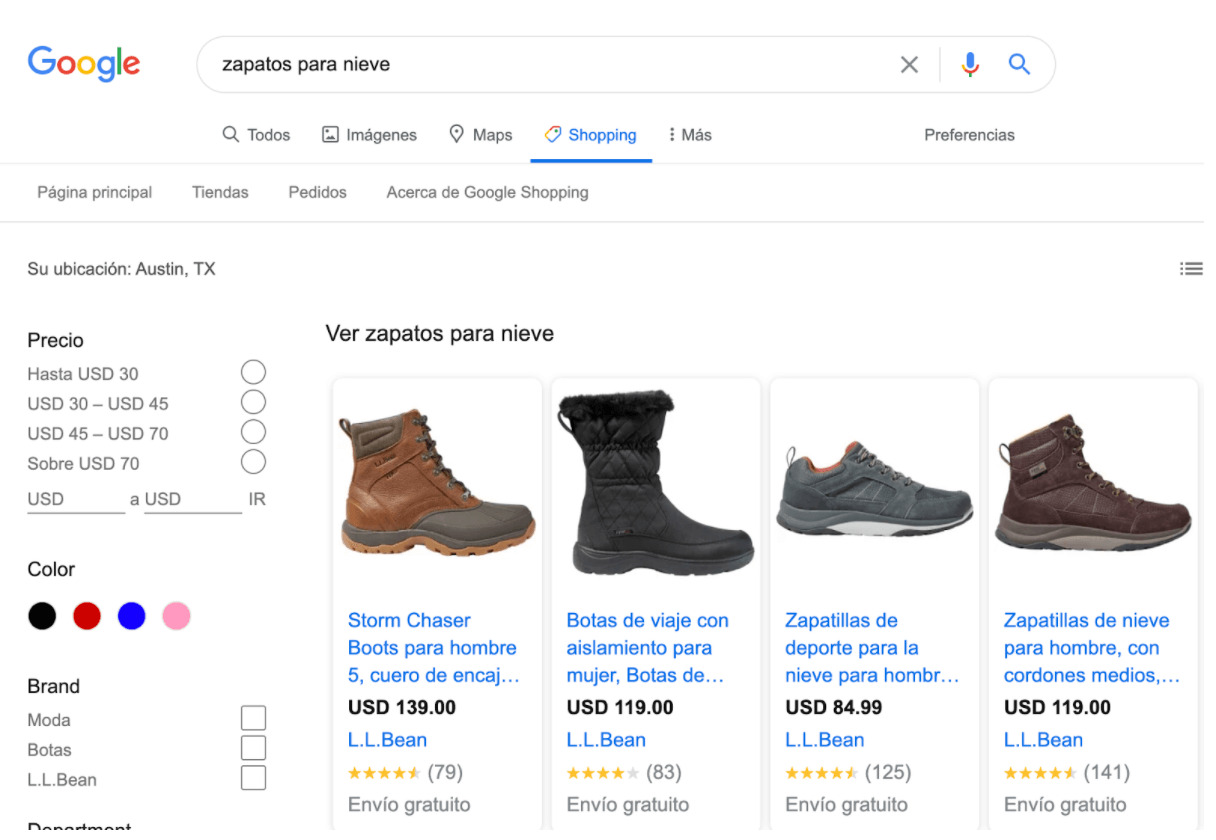 Google
zapatos para nieve
Todos Imágenes Maps Shopping Más Preferencias
Página principal Tiendas Pedidos Acerca de Google Shopping
Su ubicación: Austin, TX
Precio
Hasta USD 30
USD 30 – USD 45
USD 45 – USD 70
Sobre USD 70
USD a USD IR
Color
Brand
Moda
Botas
L.L.Bean
Department
Ver zapatos para nieve
Storm Chaser
Boots para hombre
5, cuero de encaj...
USD 139.00
L.L.Bean
(79)
Envío gratuito
Botas de viaje con
aislamiento para
mujer, Botas de...
USD 119.00
L.L.Bean
(83)
Envío gratuito
Zapatillas de
deporte para la
nieve para hombr...
USD 84.99
L.L.Bean
(125)
Envío gratuito
Zapatillas de nieve
para hombre, con
cordones medios,...
USD 119.00
L.L.Bean
(141)
Envío gratuito